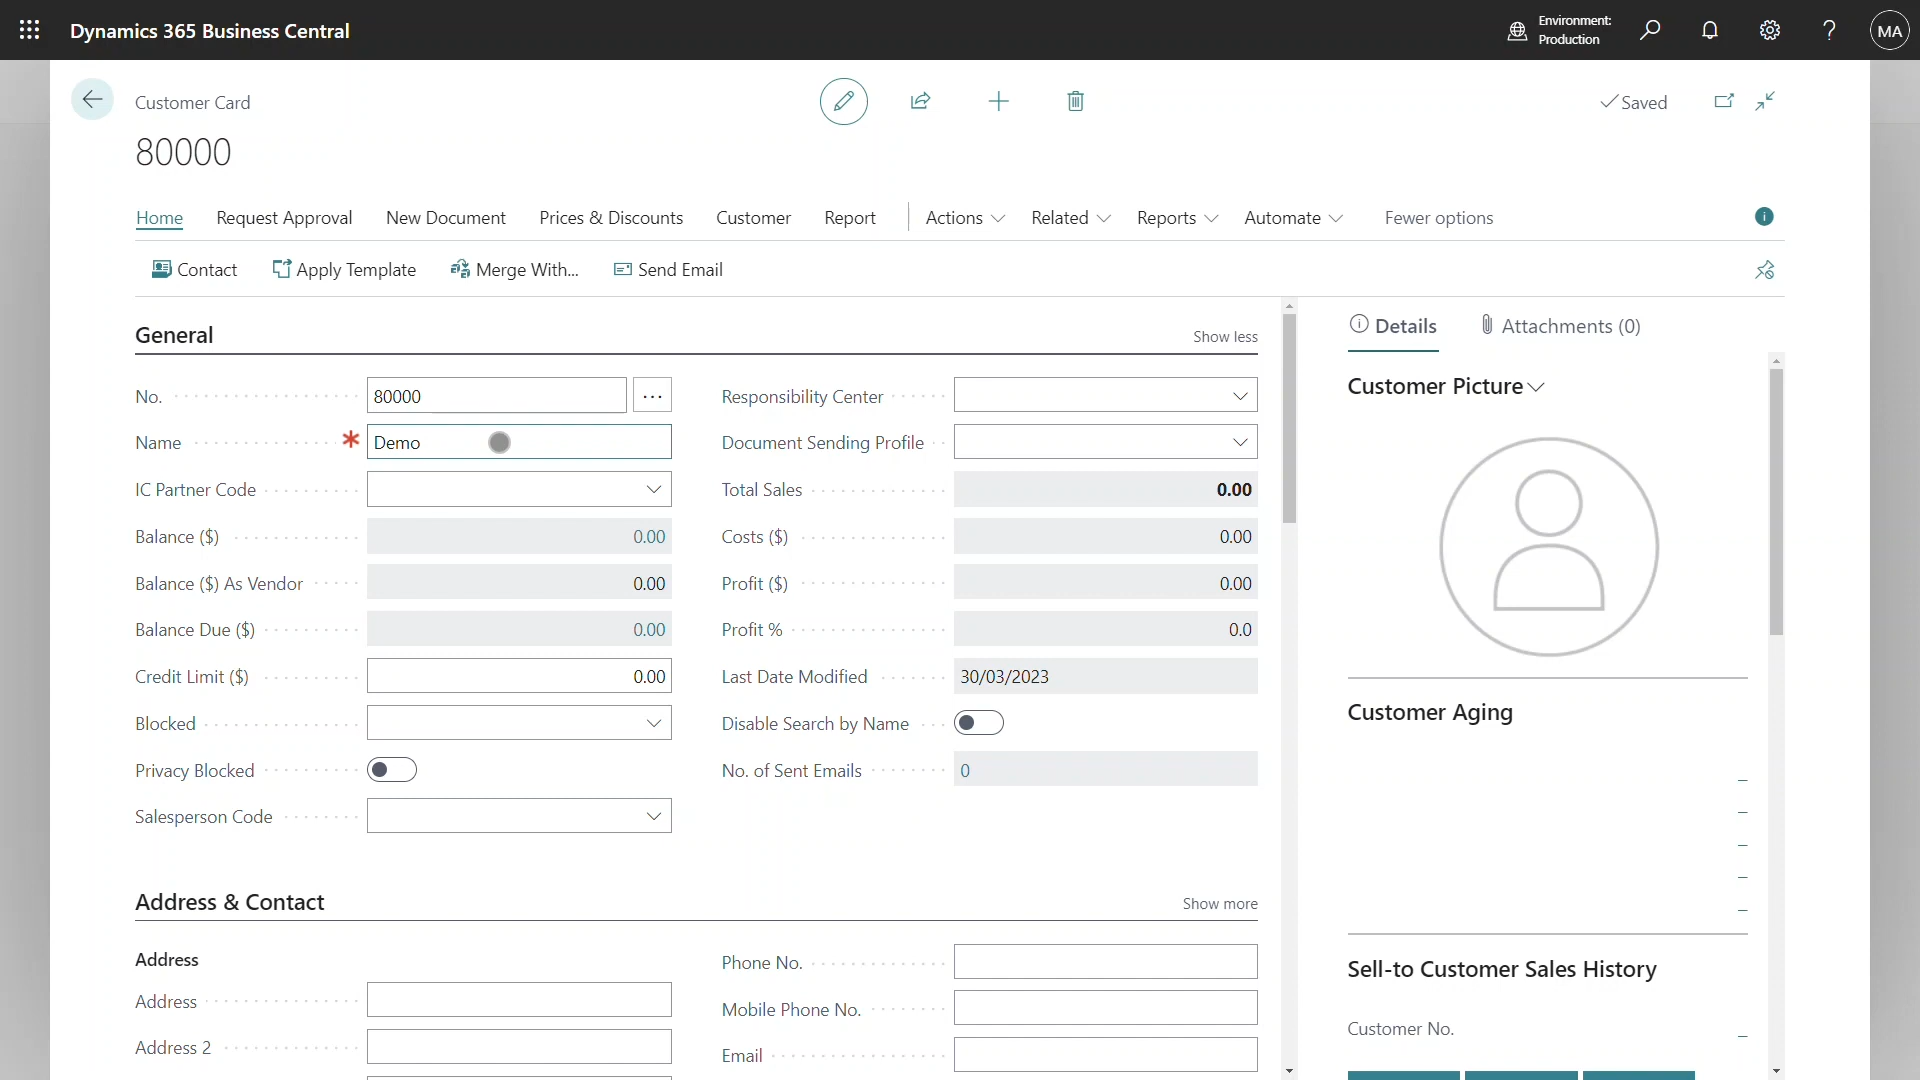 Dynamics 365 Business Central
Environment:
Production
?
MA
Customer Card
Saved
80000
Home Request Approval New Document Prices & Discounts Customer Report Actions Related Reports Automate Fewer options
Contact Apply Template Merge With... Send Email
General
Show less
No. 80000 ...
Name * Demo
IC Partner Code
Balance ($) 0.00
Balance ($) As Vendor 0.00
Balance Due ($) 0.00
Credit Limit ($) 0.00
Blocked
Privacy Blocked
Salesperson Code
Responsibility Center
Document Sending Profile
Total Sales 0.00
Costs ($) 0.00
Profit ($) 0.00
Profit % 0.0
Last Date Modified 30/03/2023
Disable Search by Name
No. of Sent Emails 0
Address & Contact
Show more
Address
Address
Address 2
Phone No.
Mobile Phone No.
Email
Details Attachments (0)
Customer Picture
Customer Aging
_
_
_
_
_
Sell-to Customer Sales History
Customer No. _